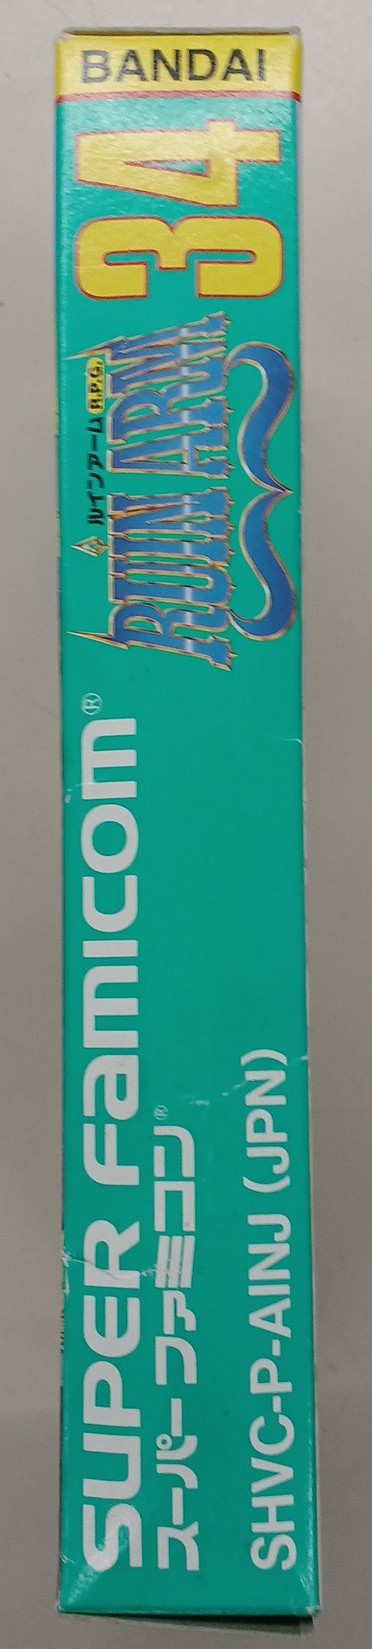 BANDAI
34
ルインアーム R.P.G.
RUIN ARM
SUPER Famicom®
スーパーファミコン®
SHVC-P-AINJ (JPN)